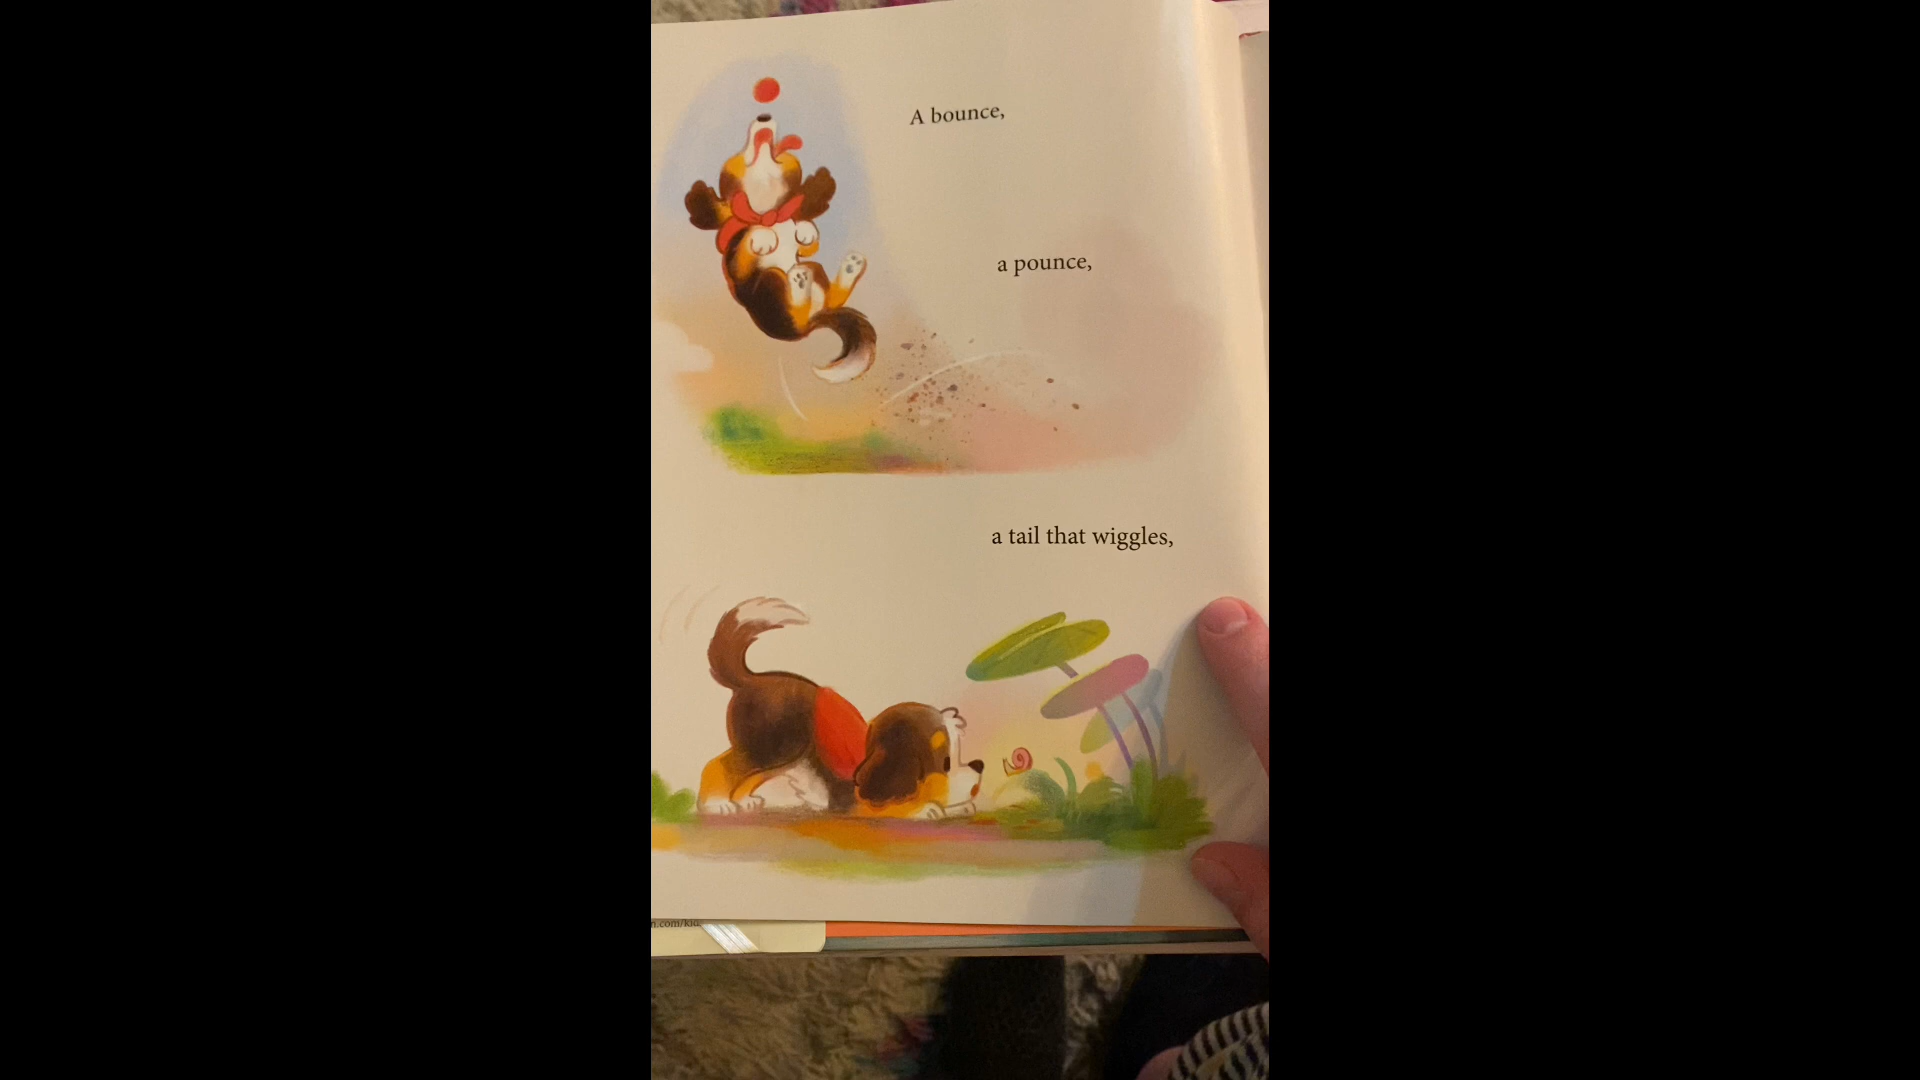 A bounce,
a pounce,
a tail that wiggles,